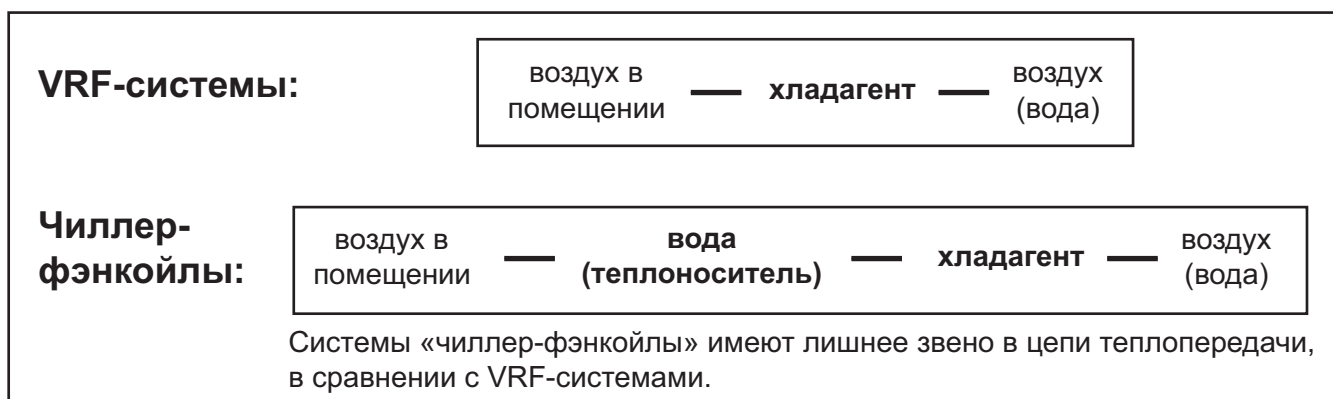 VRF-системы:
воздух в
помещении
хладагент
воздух
(вода)
Чиллер-
фэнкойлы:
воздух в
помещении
вода
(теплоноситель)
хладагент
воздух
(вода)
Системы «чиллер-фэнкойлы» имеют лишнее звено в цепи теплопередачи,
в сравнении с VRF-системами.